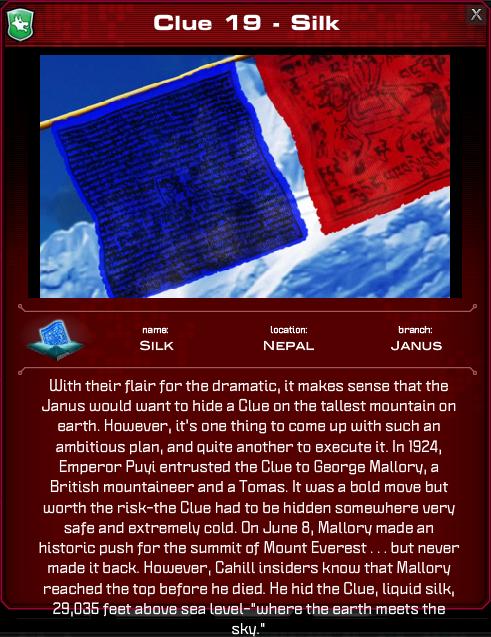 Clue 19 - Silk
X
name:
location:
branch:
SILK
NEPAL
JANUS
With their flair for the dramatic, it makes sense that the
Janus would want to hide a Clue on the tallest mountain on
earth. However, it's one thing to come up with such an
ambitious plan, and quite another to execute it. In 1924,
Emperor Puyi entrusted the Clue to George Mallory, a
British mountaineer and a Tomas. It was a bold move but
worth the risk-the Clue had to be hidden somewhere very
safe and extremely cold. On June 8, Mallory made an
historic push for the summit of Mount Everest . . . but never
made it back. However, Cahill insiders know that Mallory
reached the top before he died. He hid the Clue, liquid silk,
29,035 feet above sea level-"where the earth meets the
sky."